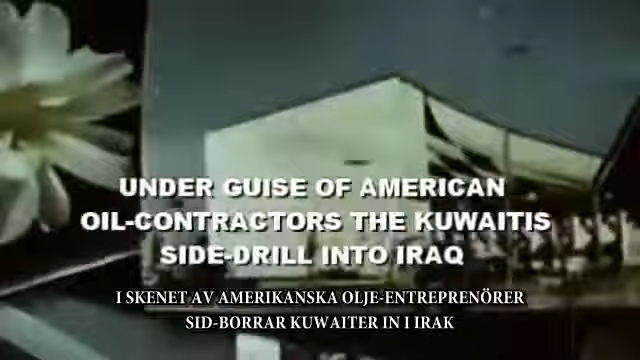 UNDER GUISE OF AMERICAN
OIL-CONTRACTORS THE KUWAITIS
SIDE-DRILL INTO IRAQ
I SKENET AV AMERIKANSKA OLJE-ENTREPRENÖRER
SID-BORRAR KUWAITER IN I IRAK